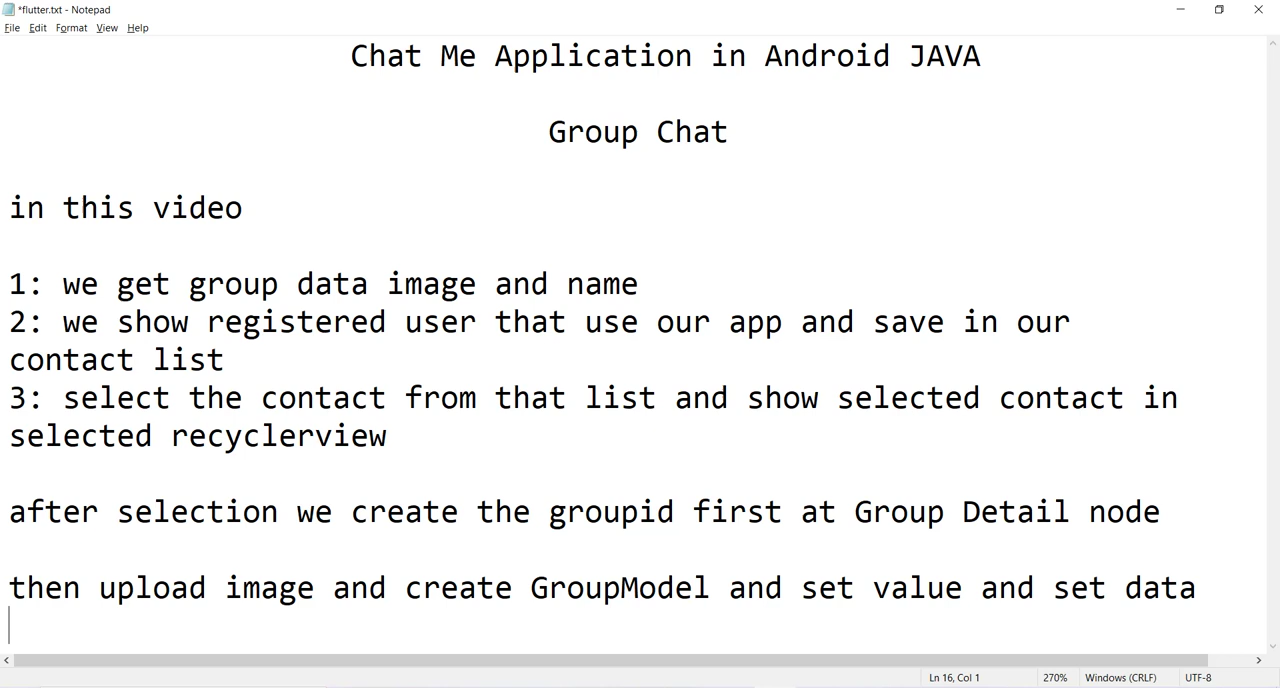 *flutter.txt - Notepad
File Edit Format View Help
Chat Me Application in Android JAVA
Group Chat
in this video
1: we get group data image and name
2: we show registered user that use our app and save in our
contact list
3: select the contact from that list and show selected contact in
selected recyclerview
after selection we create the groupid first at Group Detail node
then upload image and create GroupModel and set value and set data
Ln 16, Col 1 270% Windows (CRLF) UTF-8